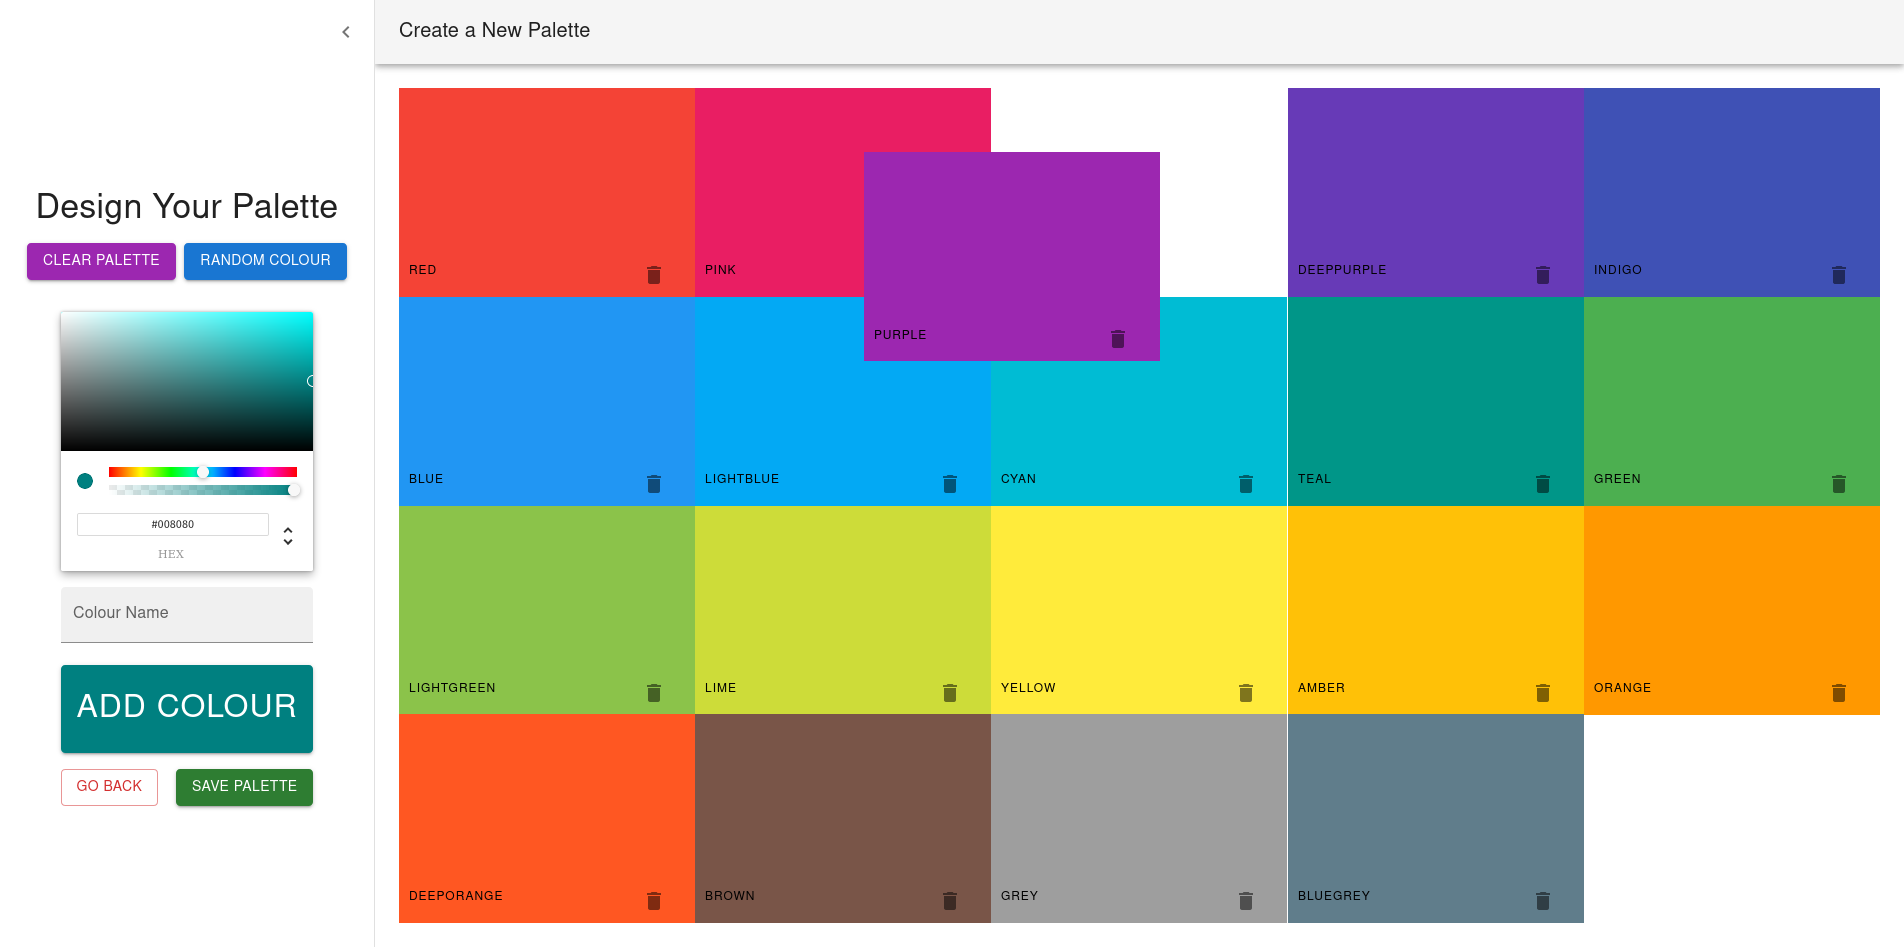 Create a New Palette
Design Your Palette
CLEAR PALETTE
RANDOM COLOUR
#008080
HEX
Colour Name
ADD COLOUR
GO BACK
SAVE PALETTE
RED
PINK
PURPLE
DEEPPURPLE
INDIGO
BLUE
LIGHTBLUE
CYAN
TEAL
GREEN
LIGHTGREEN
LIME
YELLOW
AMBER
ORANGE
DEEPORANGE
BROWN
GREY
BLUEGREY